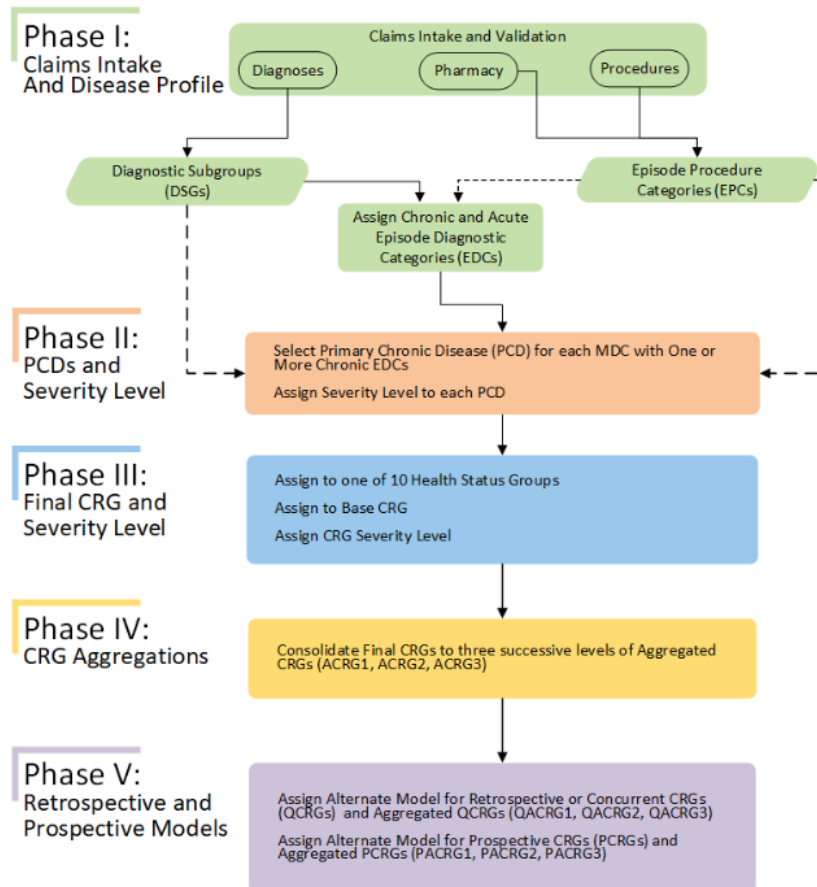 Phase I:
Claims Intake
And Disease Profile
Claims Intake and Validation
Diagnoses
Pharmacy
Procedures
Diagnostic Subgroups
(DSGs)
Episode Procedure
Categories (EPCs)
Assign Chronic and Acute
Episode Diagnostic
Categories (EDCs)
Phase II:
PCDs and
Severity Level
Select Primary Chronic Disease (PCD) for each MDC with One or
More Chronic EDCs
Assign Severity Level to each PCD
Phase III:
Final CRG and
Severity Level
Assign to one of 10 Health Status Groups
Assign to Base CRG
Assign CRG Severity Level
Phase IV:
CRG Aggregations
Consolidate Final CRGs to three successive levels of Aggregated
CRGs (ACRG1, ACRG2, ACRG3)
Phase V:
Retrospective and
Prospective Models
Assign Alternate Model for Retrospective or Concurrent CRGs
(QCRGs) and Aggregated QCRGs (QACRG1, QACRG2, QACRG3)
Assign Alternate Model for Prospective CRGs (PCRGs) and
Aggregated PCRGs (PACRG1, PACRG2, PACRG3)